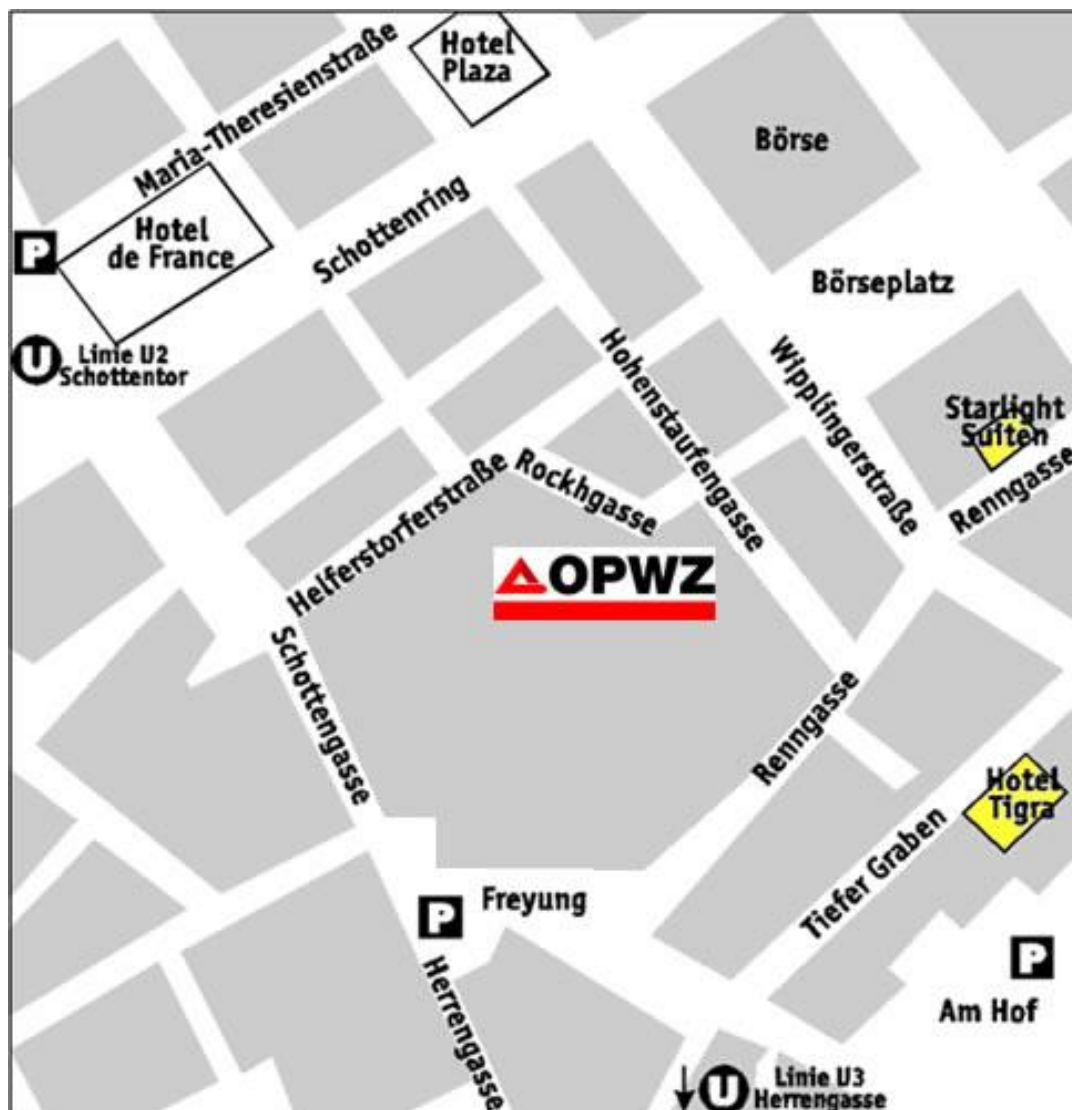 Maria-Theresienstraße
Hotel
Plaza
Börse
P
Hotel
de France
Schottenring
Börseplatz
U
Linie U2
Schottentor
Hohenstaufengasse
Wipplingerstraße
Starlight
Suiten
Renngasse
Helferstorferstraße
Rockhgasse
OPWZ
Schottengasse
Renngasse
Hotel
Tigra
Tiefer Graben
P
Freyung
P
Am Hof
Herrengasse
U
Linie U3
Herrengasse